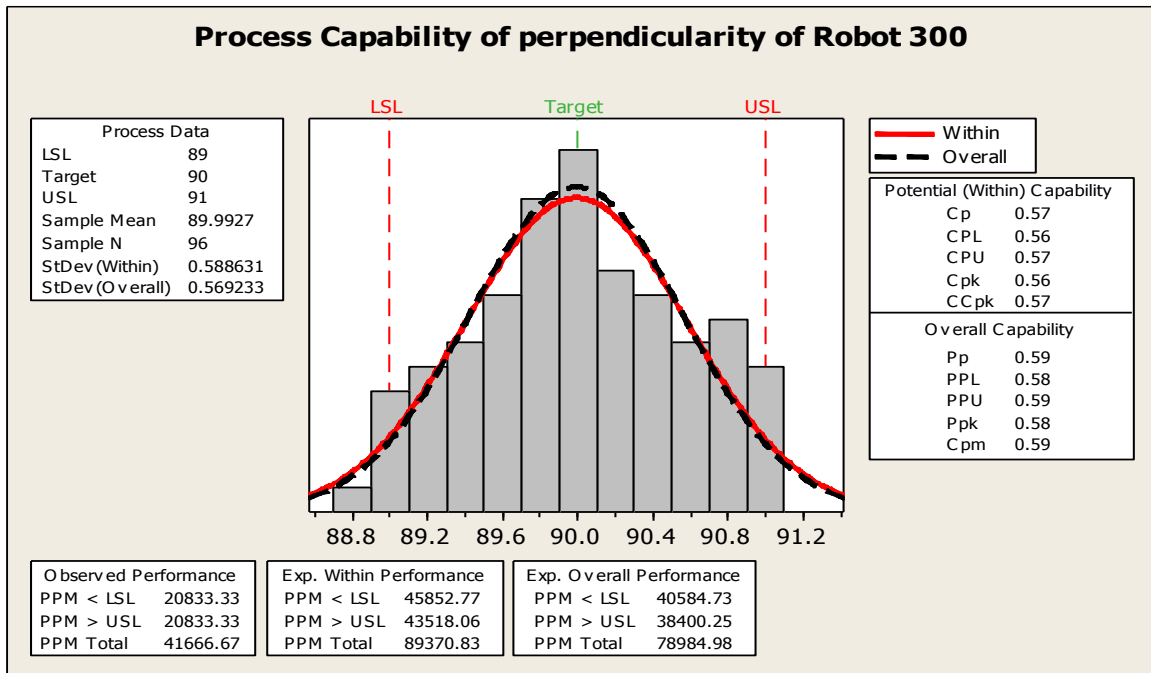 Process Capability of perpendicularity of Robot 300
LSL Target USL
Process Data
LSL 89
Target 90
USL 91
Sample Mean 89.9927
Sample N 96
StDev(Within) 0.588631
StDev(Overall) 0.569233
Within
Overall
Potential (Within) Capability
Cp 0.57
CPL 0.56
CPU 0.57
Cpk 0.56
CCpk 0.57
Overall Capability
Pp 0.59
PPL 0.58
PPU 0.59
Ppk 0.58
Cpm 0.59
88.8 89.2 89.6 90.0 90.4 90.8 91.2
Observed Performance
PPM < LSL 20833.33
PPM > USL 20833.33
PPM Total 41666.67
Exp. Within Performance
PPM < LSL 45852.77
PPM > USL 43518.06
PPM Total 89370.83
Exp. Overall Performance
PPM < LSL 40584.73
PPM > USL 38400.25
PPM Total 78984.98